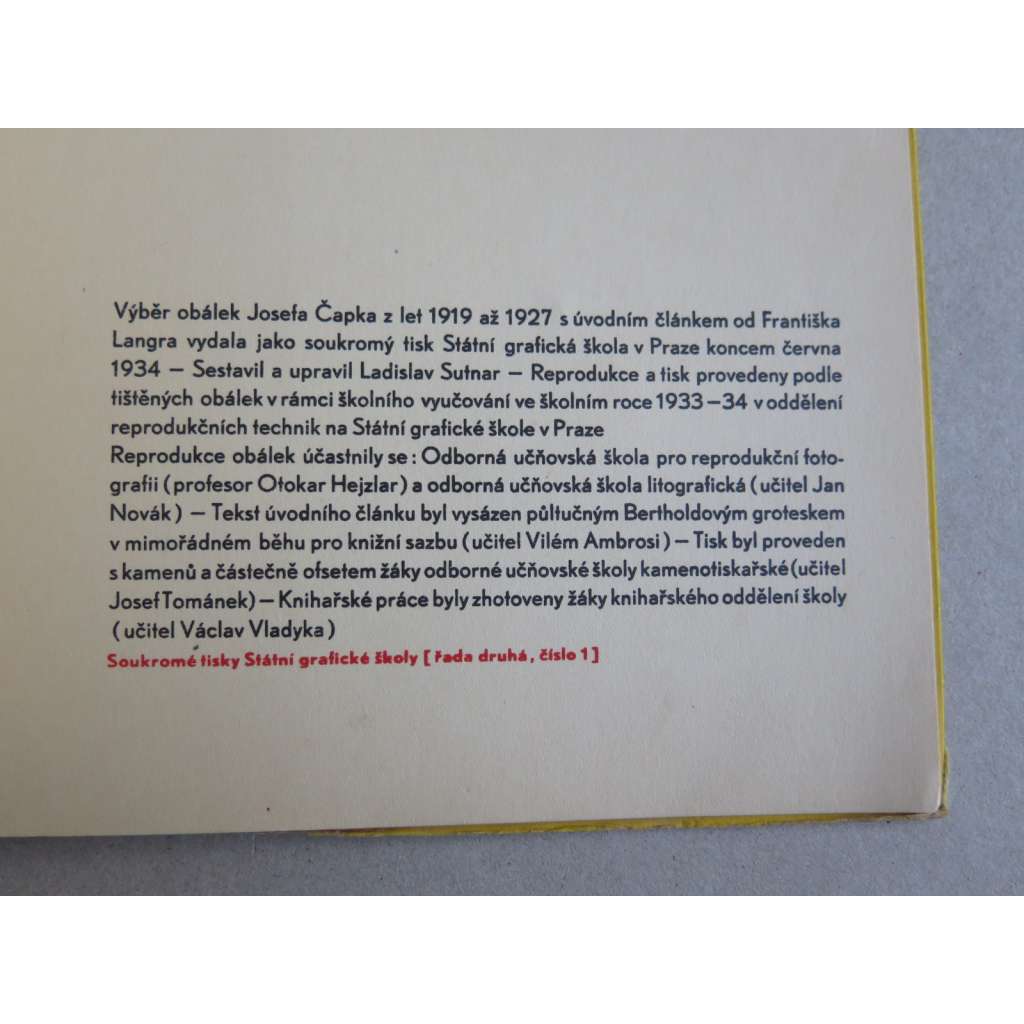 Výběr obálek Josefa Čapka z let 1919 až 1927 s úvodním článkem od Františka
Langra vydala jako soukromý tisk Státní grafická škola v Praze koncem června
1934 — Sestavil a upravil Ladislav Sutnar — Reprodukce a tisk provedeny podle
tištěných obálek v rámci školního vyučování ve školním roce 1933—34 v oddělení
reprodukčních technik na Státní grafické škole v Praze
Reprodukce obálek účastnily se: Odborná učňovská škola pro reprodukční foto-
grafii (profesor Otokar Hejzlar) a odborná učňovská škola litografická (učitel Jan
Novák) — Tekst úvodního článku byl vysázen půltučným Bertholdovým groteskem
v mimořádném běhu pro knižní sazbu (učitel Vilém Ambrosi) — Tisk byl proveden
s kamenů a částečně ofsetem žáky odborné učňovské školy kamenotiskařské (učitel
Josef Tománek) — Knihařské práce byly zhotoveny žáky knihařského oddělení školy
(učitel Václav Vladyka)
Soukromé tisky Státní grafické školy [řada druhá, číslo 1]